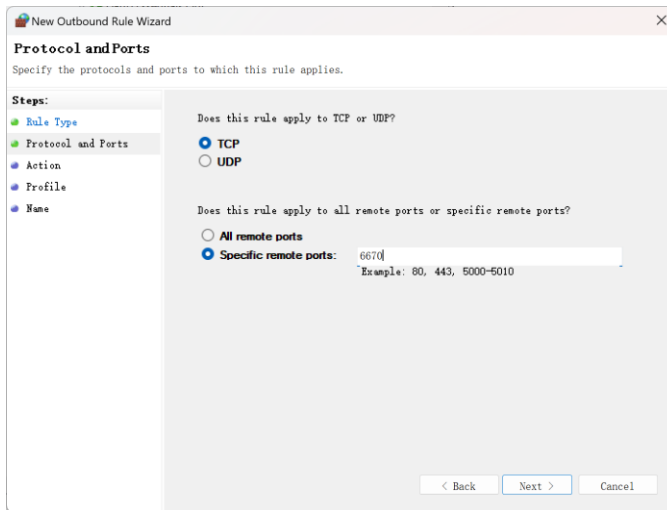 New Outbound Rule Wizard
Protocol and Ports
Specify the protocols and ports to which this rule applies.
Steps:
Rule Type
Protocol and Ports
Action
Profile
Name
Does this rule apply to TCP or UDP?
TCP
UDP
Does this rule apply to all remote ports or specific remote ports?
All remote ports
Specific remote ports:
6670
Example: 80, 443, 5000-5010
< Back
Next >
Cancel